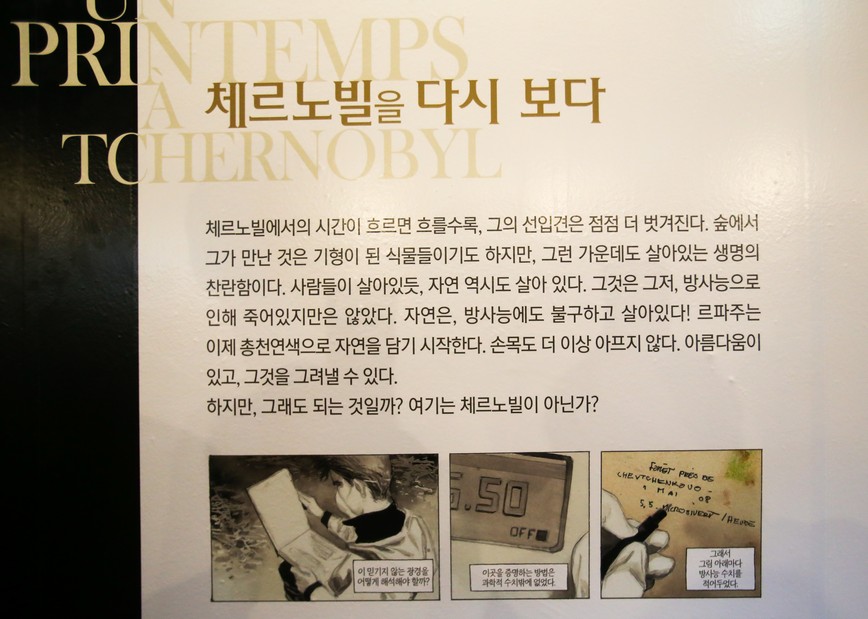 UN
PRINTEMPS
À
TCHERNOBYL
체르노빌을 다시 보다
체르노빌에서의 시간이 흐르면 흐를수록, 그의 선입견은 점점 더 벗겨진다. 숲에서
그가 만난 것은 기형이 된 식물들이기도 하지만, 그런 가운데도 살아있는 생명의
찬란함이다. 사람들이 살아있듯, 자연 역시도 살아 있다. 그것은 그저, 방사능으로
인해 죽어있지만은 않았다. 자연은, 방사능에도 불구하고 살아있다! 르파주는
이제 총천연색으로 자연을 담기 시작한다. 손목도 더 이상 아프지 않다. 아름다움이
있고, 그것을 그려낼 수 있다.
하지만, 그래도 되는 것일까? 여기는 체르노빌이 아닌가?
이 믿기지 않는 광경을
어떻게 해석해야 할까?
5.50
OFF
이곳을 증명하는 방법은
과학적 수치밖에 없었다.
FORÊT PRÈS DE
CHEVTCHENKOVO -
1 MAI . 08
5,5 MICROSIVERT / HEURE
그래서
그림 아래마다
방사능 수치를
적어두었다.